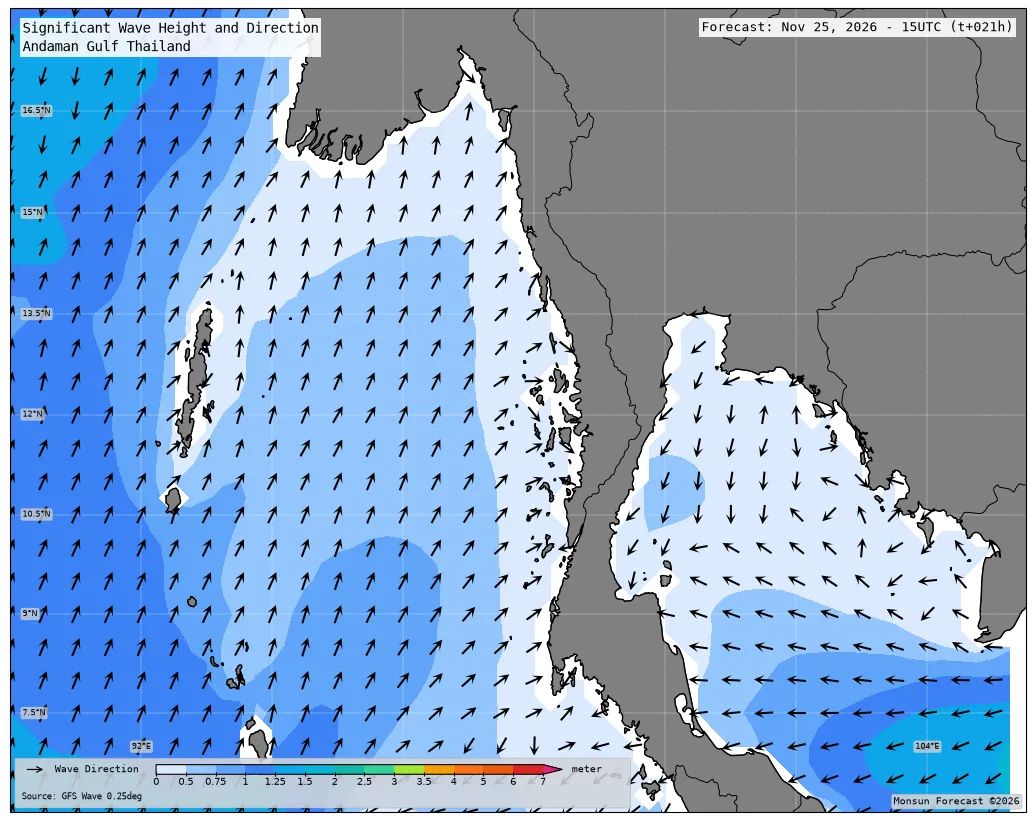 Significant Wave Height and Direction
Andaman Gulf Thailand
Forecast: Nov 25, 2026 - 15UTC (t+021h)
16.5°N
15°N
13.5°N
12°N
10.5°N
9°N
7.5°N
92°E
104°E
Wave Direction
0 0.5 0.75 1 1.25 1.5 2 2.5 3 3.5 4 5 6 7
meter
Source: GFS Wave 0.25deg
Monsun Forecast ©2026